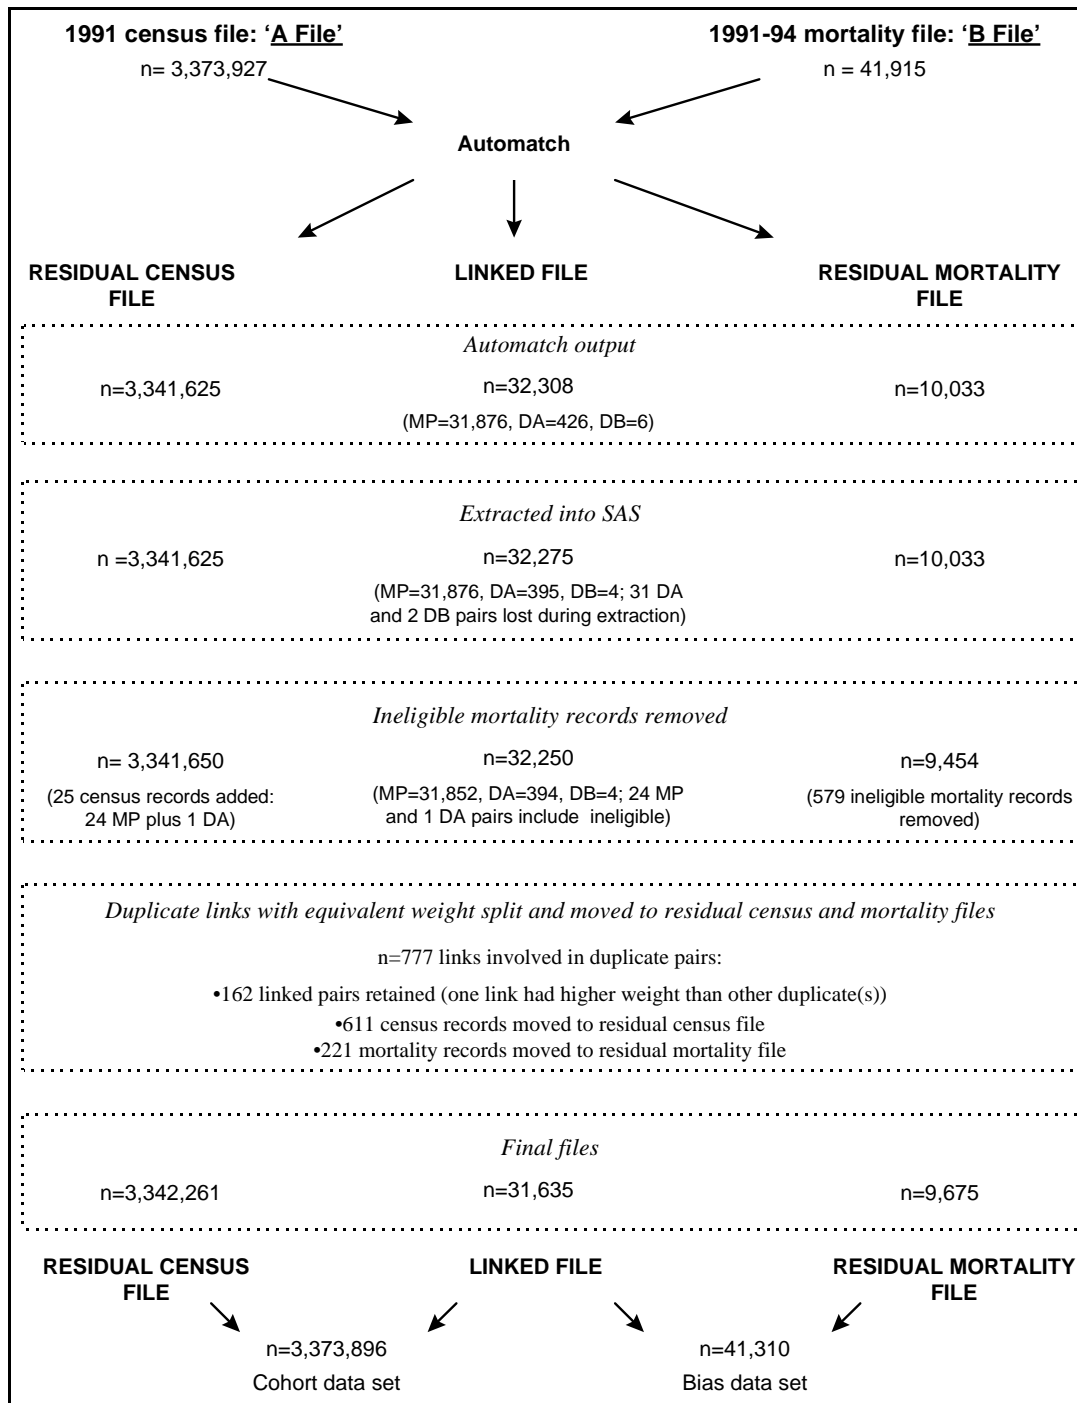 1991 census file: ‘A File’
1991-94 mortality file: ‘B File’
n= 3,373,927
n = 41,915
Automatch
RESIDUAL CENSUS
FILE
LINKED FILE
RESIDUAL MORTALITY
FILE
Automatch output
n=3,341,625
n=32,308
n=10,033
(MP=31,876, DA=426, DB=6)
Extracted into SAS
n =3,341,625
n=32,275
n=10,033
(MP=31,876, DA=395, DB=4; 31 DA
and 2 DB pairs lost during extraction)
Ineligible mortality records removed
n= 3,341,650
n=32,250
n=9,454
(25 census records added:
24 MP plus 1 DA)
(MP=31,852, DA=394, DB=4; 24 MP
and 1 DA pairs include ineligible)
(579 ineligible mortality records
removed)
Duplicate links with equivalent weight split and moved to residual census and mortality files
n=777 links involved in duplicate pairs:
•162 linked pairs retained (one link had higher weight than other duplicate(s))
•611 census records moved to residual census file
•221 mortality records moved to residual mortality file
Final files
n=3,342,261
n=31,635
n=9,675
RESIDUAL CENSUS
FILE
LINKED FILE
RESIDUAL MORTALITY
FILE
n=3,373,896
Cohort data set
n=41,310
Bias data set